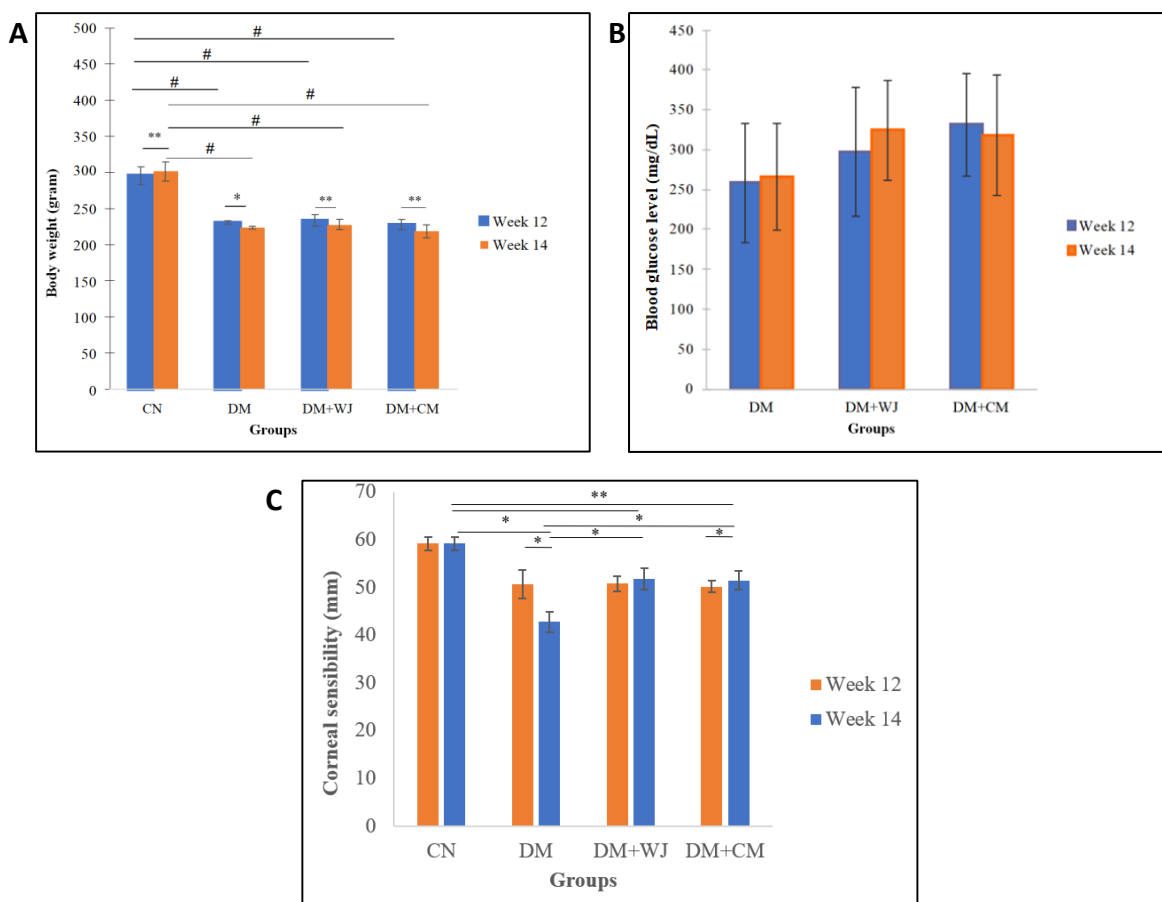 A
500
450
400
350
300
250
200
150
100
50
0
Body weight (gram)
#
#
#
#
#
#
**
*
**
**
CN DM DM+WJ DM+CM
Groups
Week 12
Week 14
B
450
400
350
300
250
200
150
100
50
0
Blood glucose level (mg/dL)
DM DM+WJ DM+CM
Groups
Week 12
Week 14
C
70
60
50
40
30
20
10
0
Corneal sensibility (mm)
**
*
*
*
*
*
CN DM DM+WJ DM+CM
Groups
Week 12
Week 14